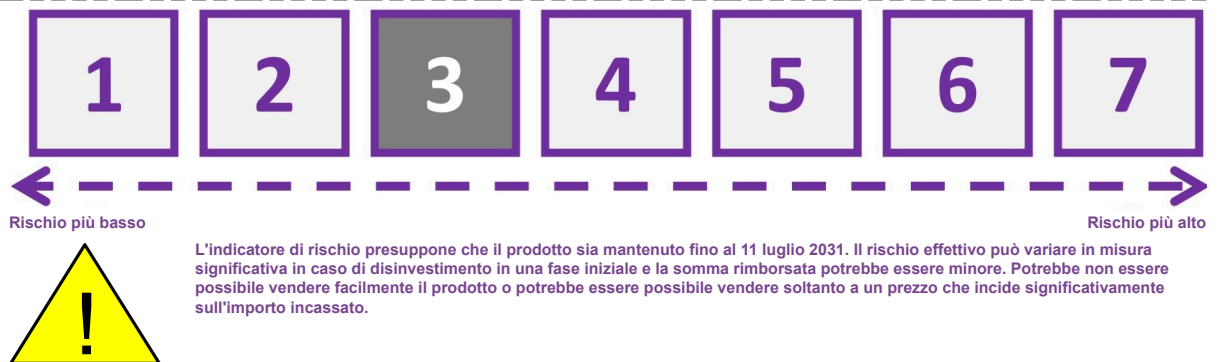 1 2 3 4 5 6 7
Rischio più basso Rischio più alto
L'indicatore di rischio presuppone che il prodotto sia mantenuto fino al 11 luglio 2031. Il rischio effettivo può variare in misura
significativa in caso di disinvestimento in una fase iniziale e la somma rimborsata potrebbe essere minore. Potrebbe non essere
possibile vendere facilmente il prodotto o potrebbe essere possibile vendere soltanto a un prezzo che incide significativamente
sull'importo incassato.
!